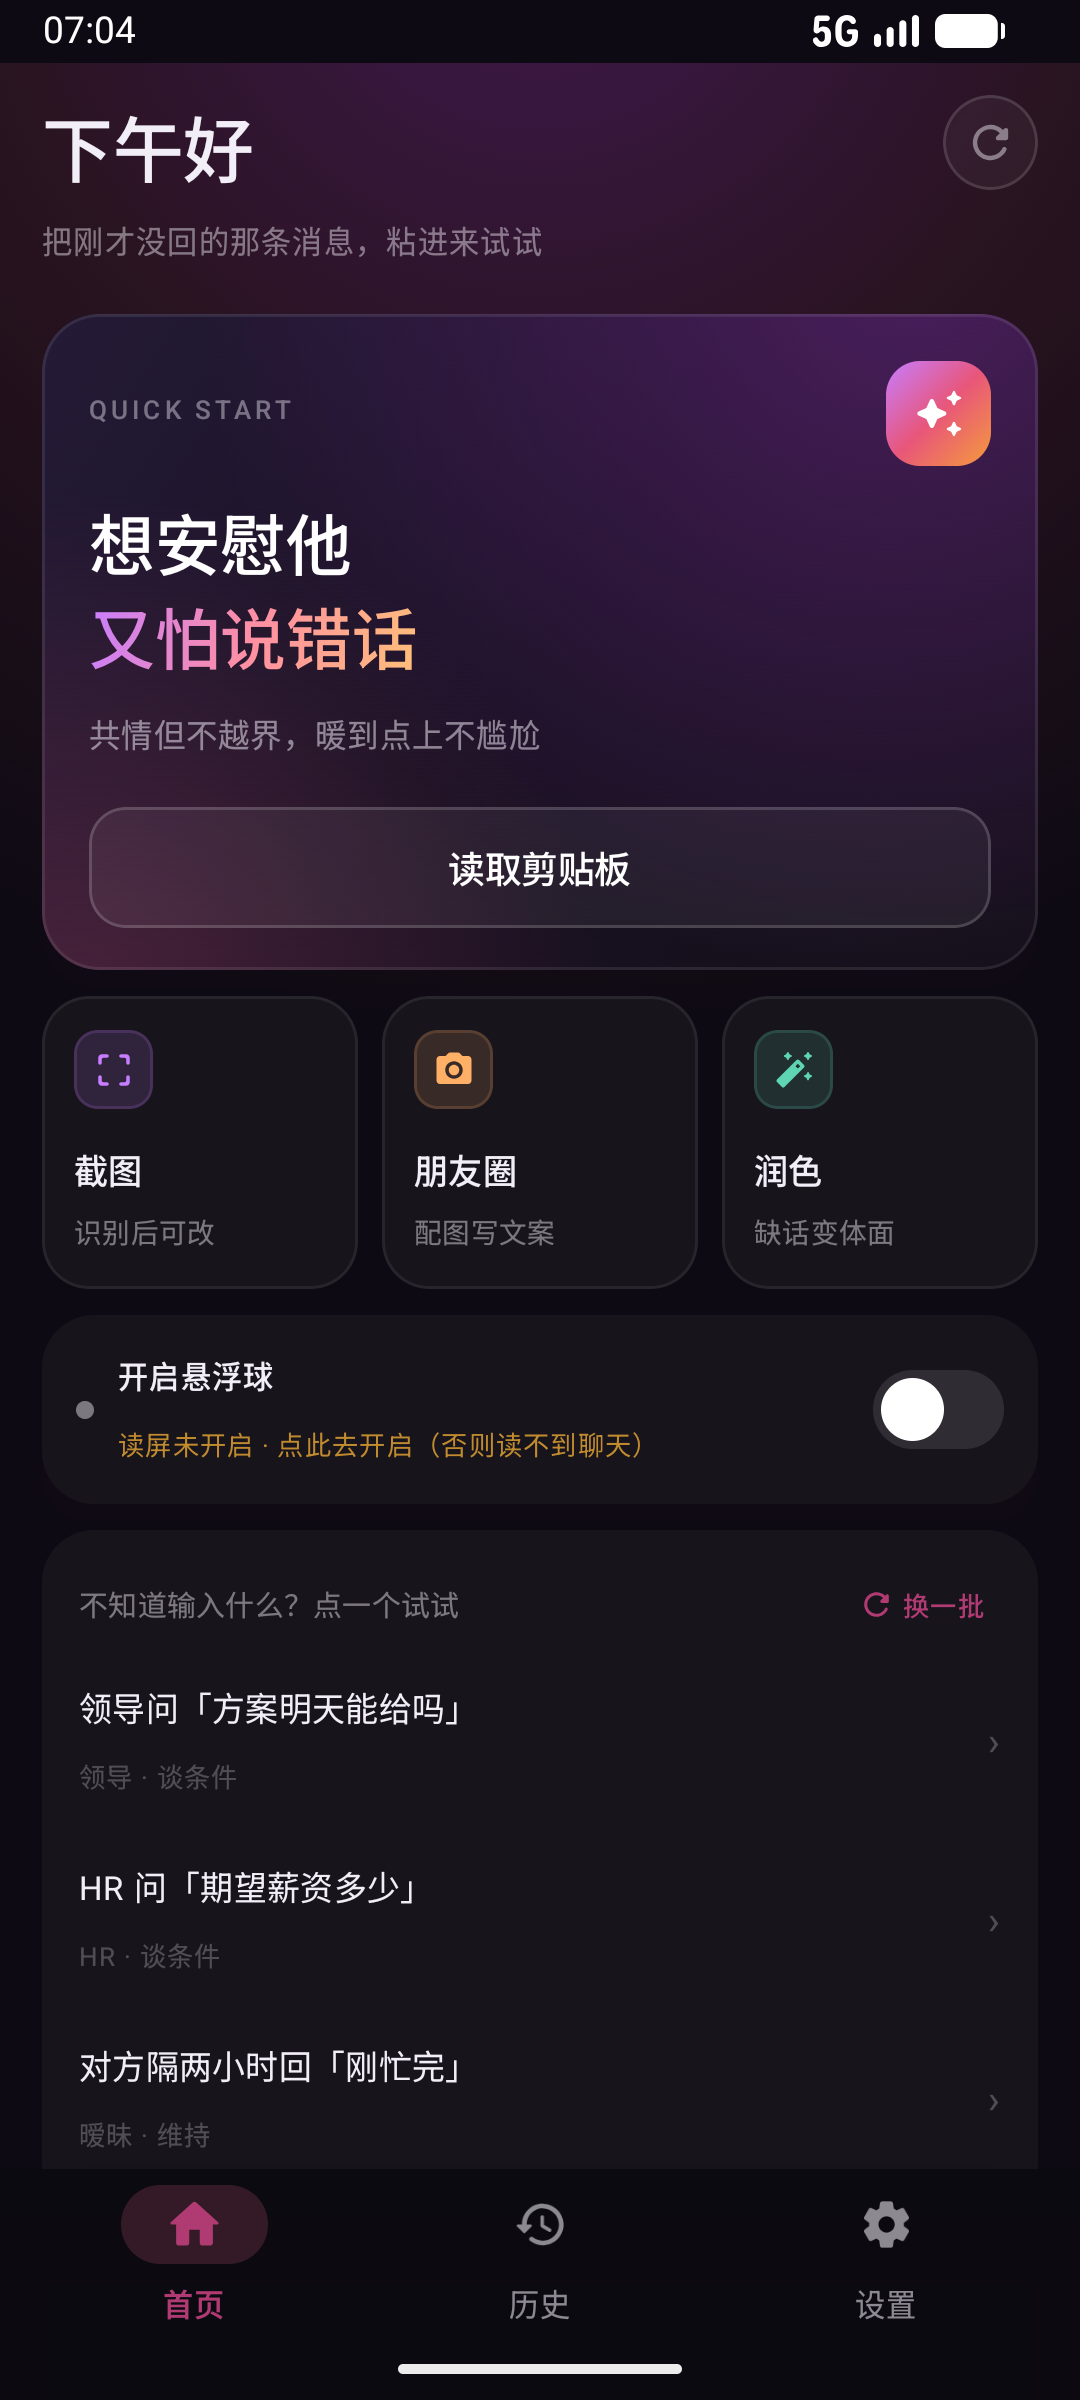 07:04
5G
下午好
把刚才没回的那条消息，粘进来试试
QUICK START
想安慰他
又怕说错话
共情但不越界，暖到点上不尴尬
读取剪贴板
截图
识别后可改
朋友圈
配图写文案
润色
缺话变体面
开启悬浮球
读屏未开启 · 点此去开启（否则读不到聊天）
不知道输入什么？点一个试试
换一批
领导问「方案明天能给吗」
领导 · 谈条件
HR 问「期望薪资多少」
HR · 谈条件
对方隔两小时回「刚忙完」
暧昧 · 维持
首页
历史
设置